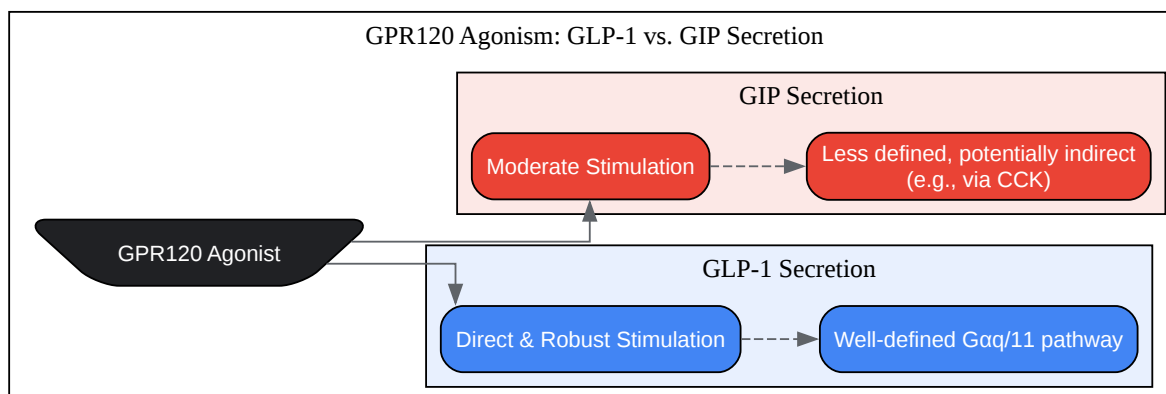 GPR120 Agonism: GLP-1 vs. GIP Secretion
GIP Secretion
Moderate Stimulation
Less defined, potentially indirect
(e.g., via CCK)
GPR120 Agonist
GLP-1 Secretion
Direct & Robust Stimulation
Well-defined Gαq/11 pathway